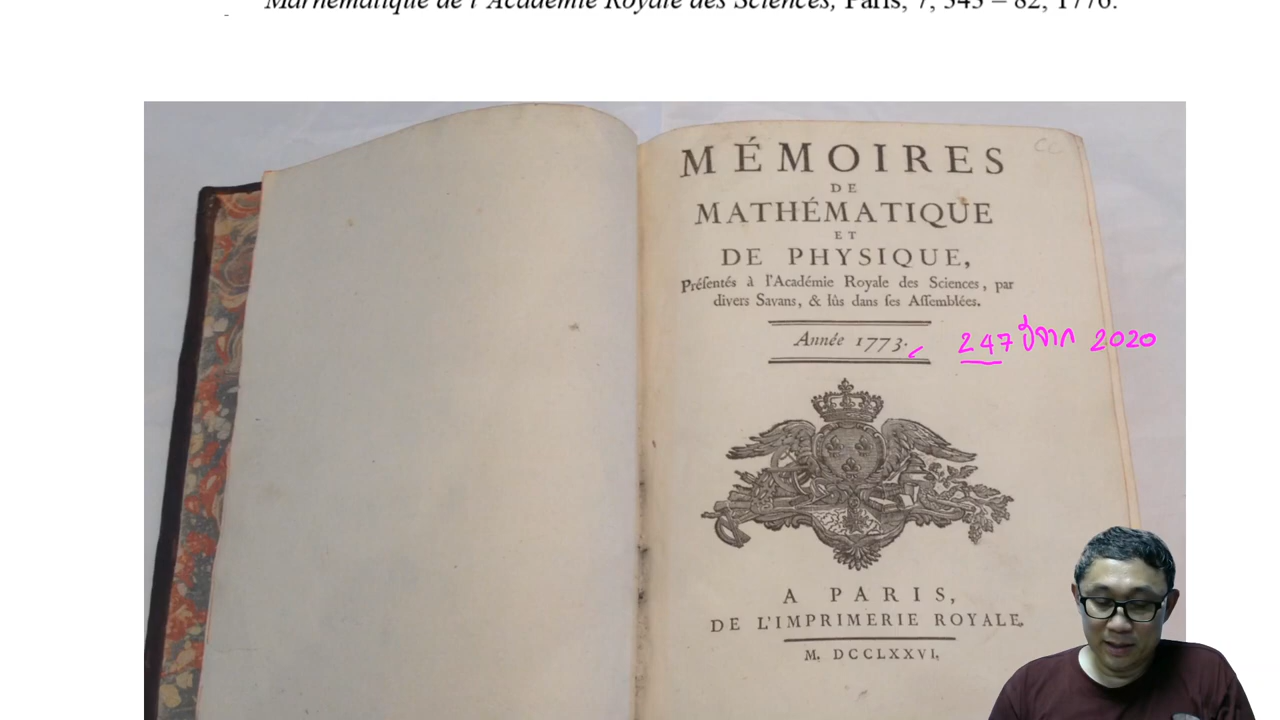 Mathématique de l'Académie Royale des Sciences, Paris, 7, 343 – 82, 1776.
MÉMOIRES
DE
MATHÉMATIQUE
ET
DE PHYSIQUE,
Préſentés à l'Académie Royale des Sciences, par
divers Savans, & lûs dans ſes Aſſemblées.
Année 1773. 247 ปีจาก 2020
A PARIS,
DE L'IMPRIMERIE ROYALE.
M. DCCLXXVI.